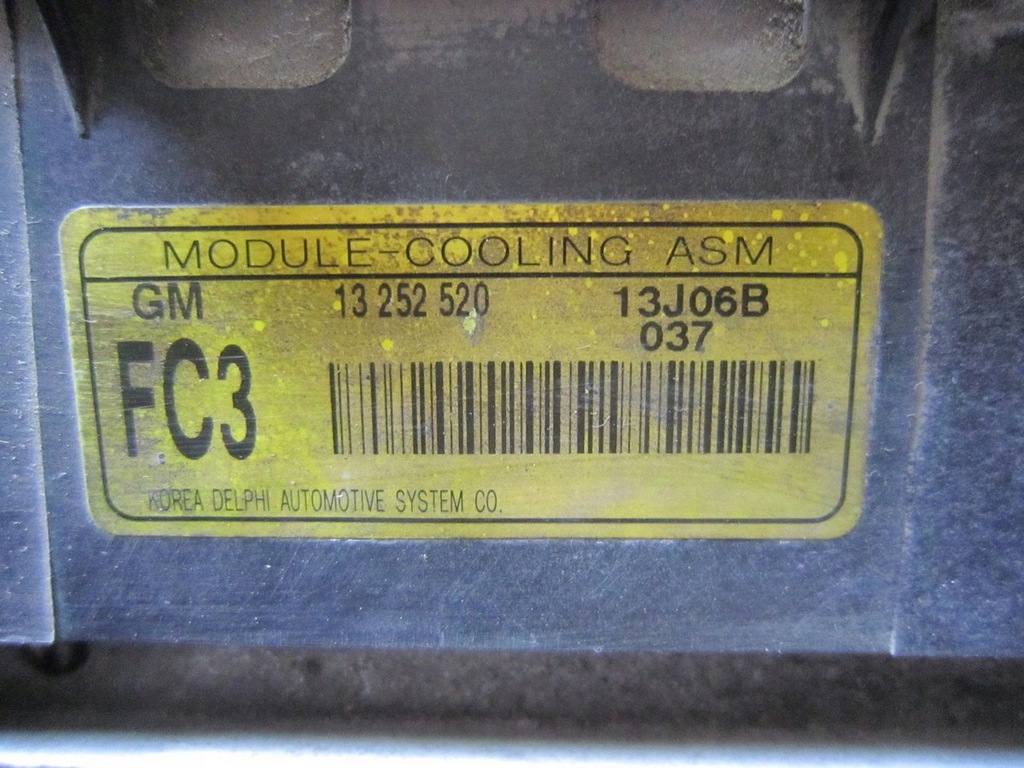 MODULE-COOLING ASM
GM 13 252 520 13J06B
037
FC3
KOREA DELPHI AUTOMOTIVE SYSTEM CO.